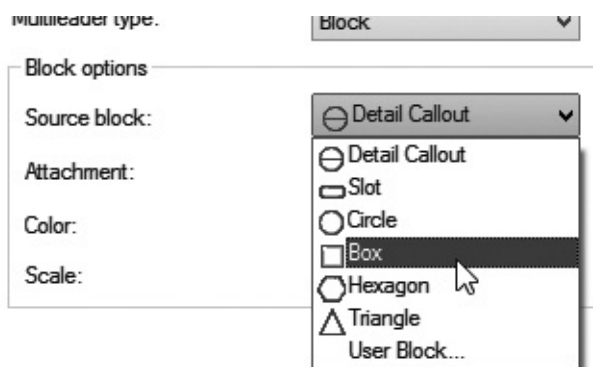 Multileader type: Block
Block options
Source block: Detail Callout
Detail Callout
Attachment:
Slot
Circle
Color:
Box
Scale:
Hexagon
Triangle
User Block...